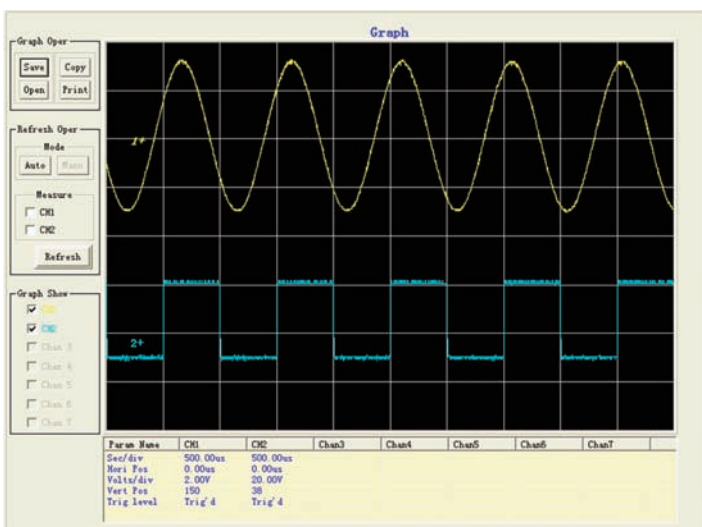 Graph
Graph Oper
Save Copy
Open Print
Refresh Oper
Mode
Auto
Measure
CH1
CH2
Refresh
Graph Show
CH2
Chan 3
Chan 4
Chan 5
Chan 6
Chan 7
1+
2+
Param Name CH1 CH2 Chan3 Chan4 Chan5 Chan6 Chan7
Sec/div 500.00us 500.00us
Hori Pos 0.00us 0.00us
Volts/div 2.00V 20.00V
Vert Pos 150 38
Trig level Trig'd Trig'd